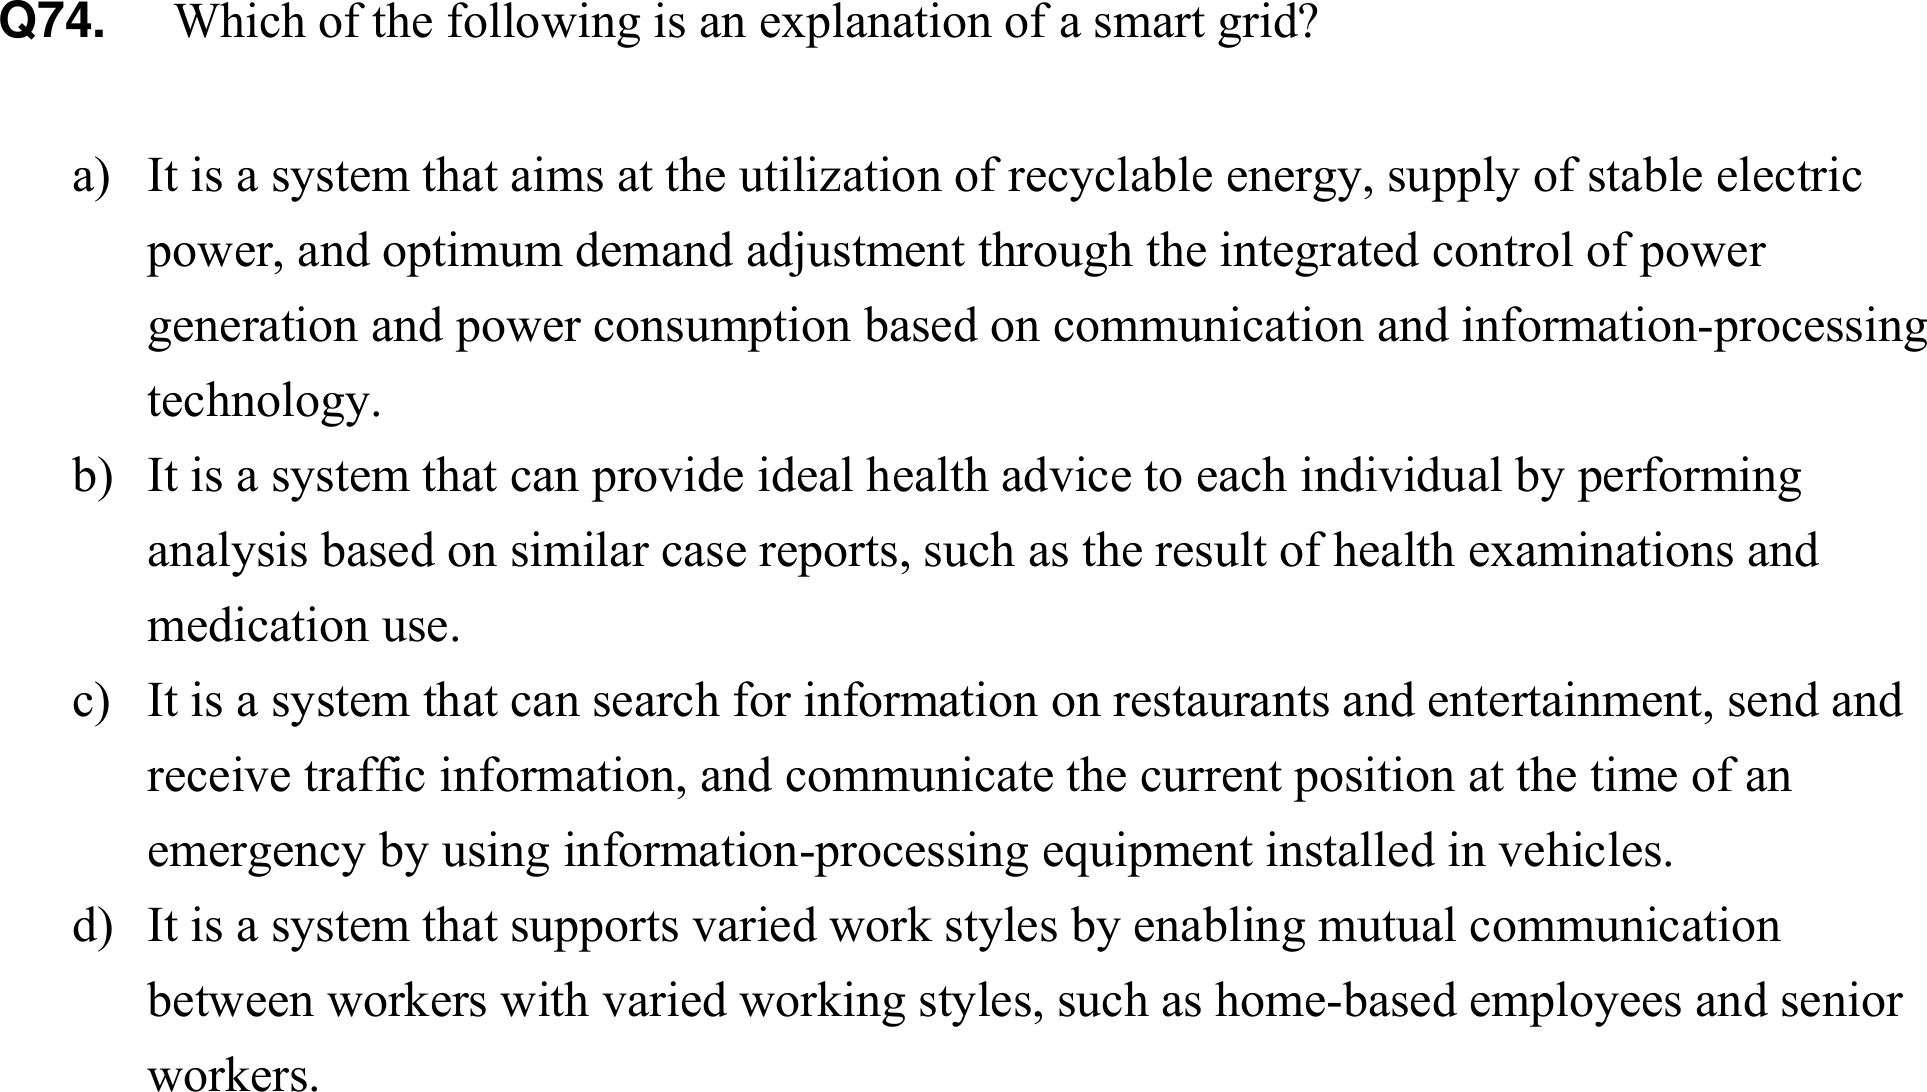 Q74. Which of the following is an explanation of a smart grid?
a) It is a system that aims at the utilization of recyclable energy, supply of stable electric
power, and optimum demand adjustment through the integrated control of power
generation and power consumption based on communication and information-processing
technology.
b) It is a system that can provide ideal health advice to each individual by performing
analysis based on similar case reports, such as the result of health examinations and
medication use.
c) It is a system that can search for information on restaurants and entertainment, send and
receive traffic information, and communicate the current position at the time of an
emergency by using information-processing equipment installed in vehicles.
d) It is a system that supports varied work styles by enabling mutual communication
between workers with varied working styles, such as home-based employees and senior
workers.